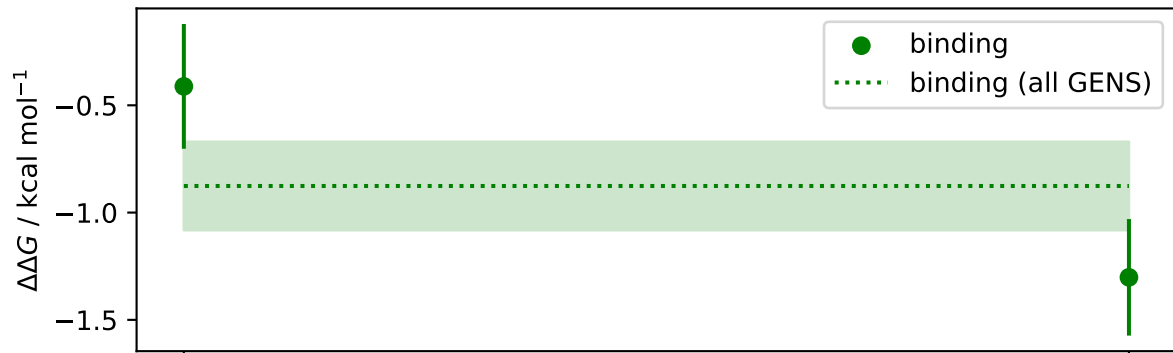 binding
binding (all GENS)
ΔΔG / kcal mol⁻¹
−0.5
−1.0
−1.5